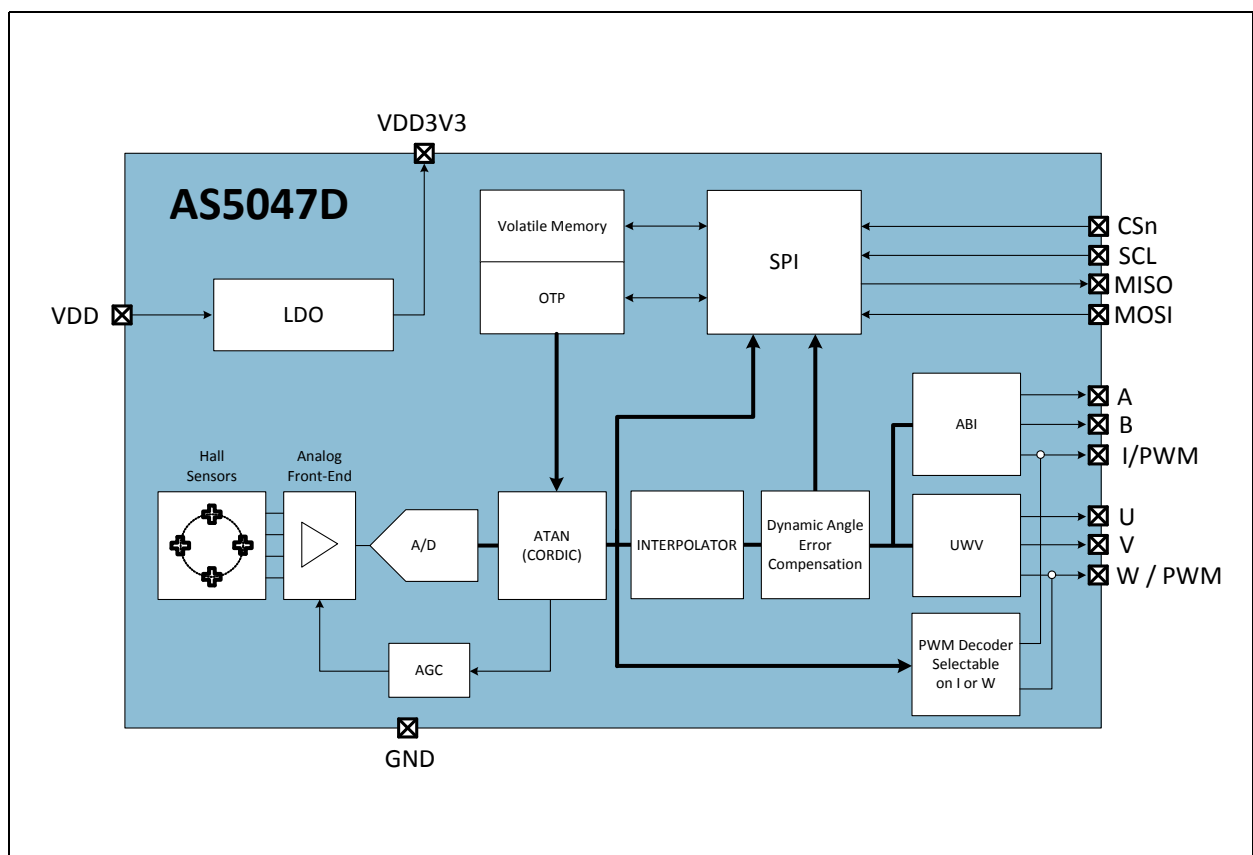 VDD3V3
AS5047D
Volatile Memory
OTP
SPI
CSn
SCL
MISO
MOSI
VDD
LDO
A
B
I/PWM
ABI
Hall
Sensors
Analog
Front-End
A/D
ATAN
(CORDIC)
INTERPOLATOR
Dynamic Angle
Error
Compensation
UWV
U
V
W / PWM
AGC
PWM Decoder
Selectable
on I or W
GND